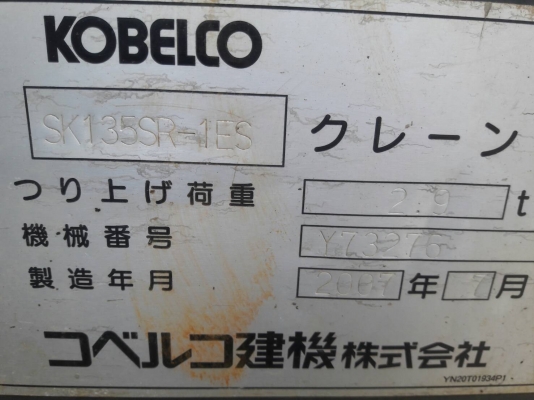 KOBELCO
SK135SR-1ES クレーン
つり上げ荷重 2.9 t
機械番号 YZ3276
製造年月 年 7月
コベルコ建機株式会社
YN20T01934P1